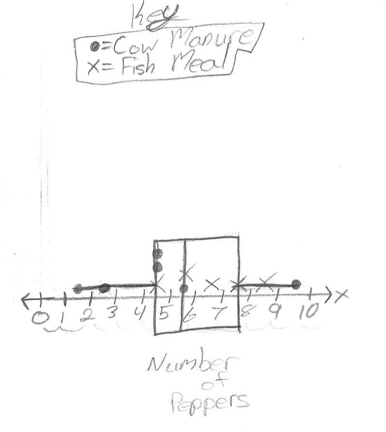 Key
●=Cow Manure
x=Fish Meal
0 1 2 3 4 5 6 7 8 9 10 x
Number
of
Peppers